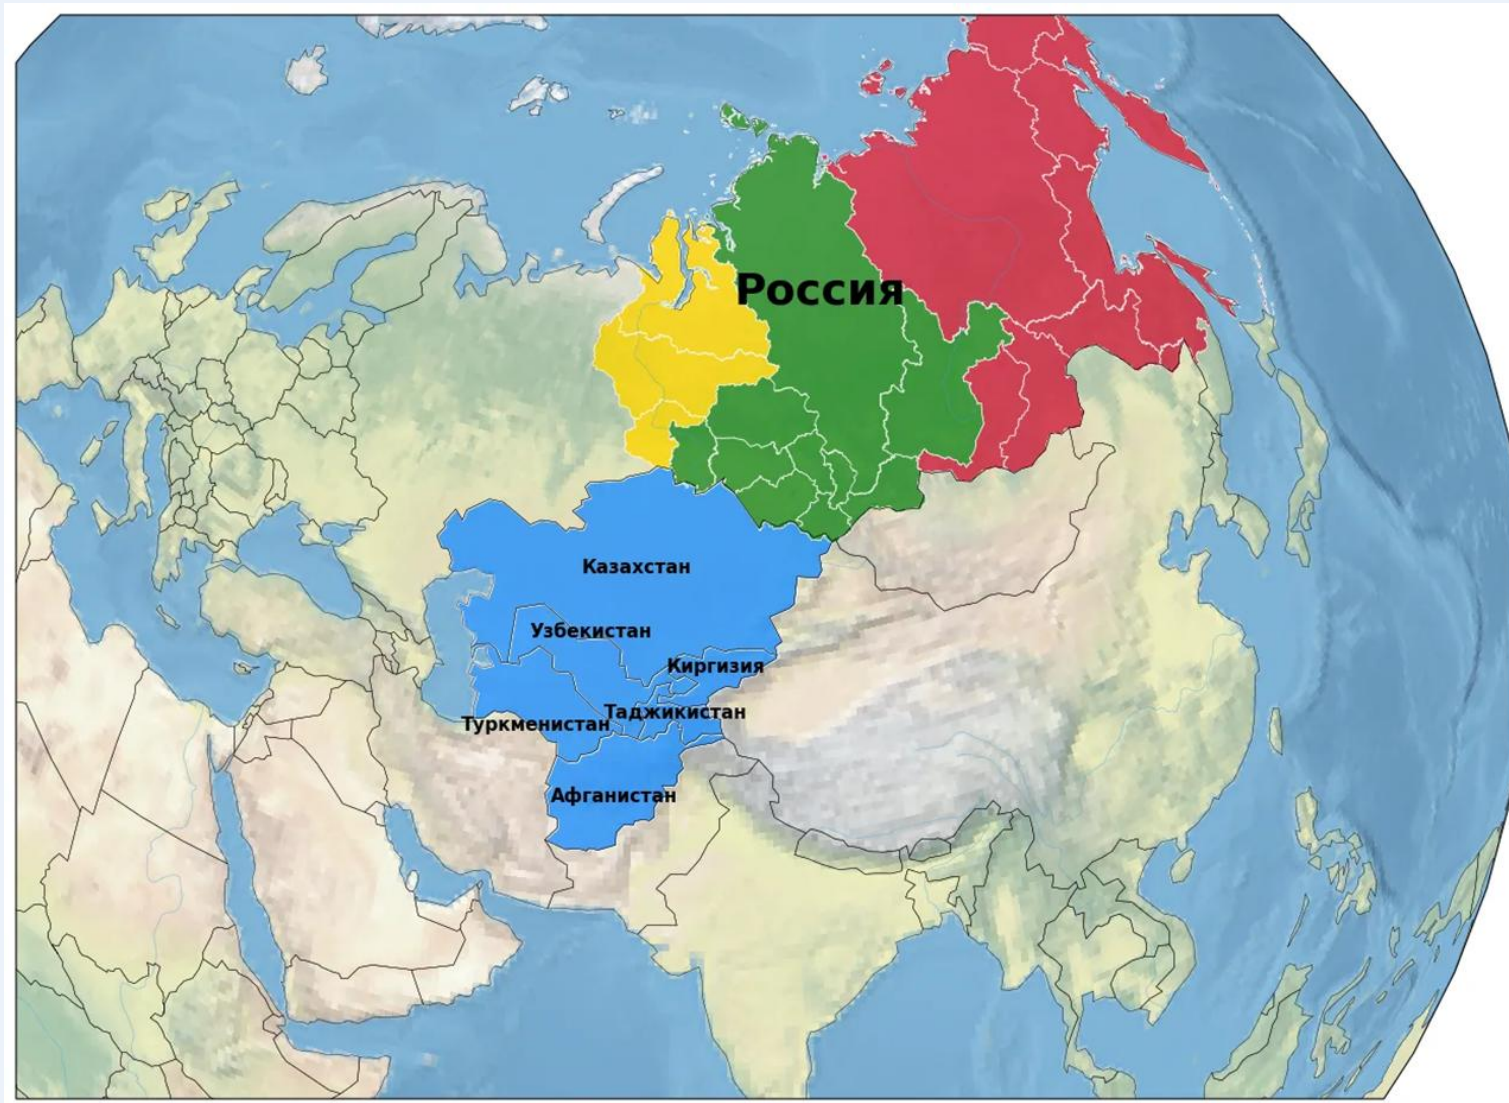 Россия
Казахстан
Узбекистан
Киргизия
Таджикистан
Туркменистан
Афганистан